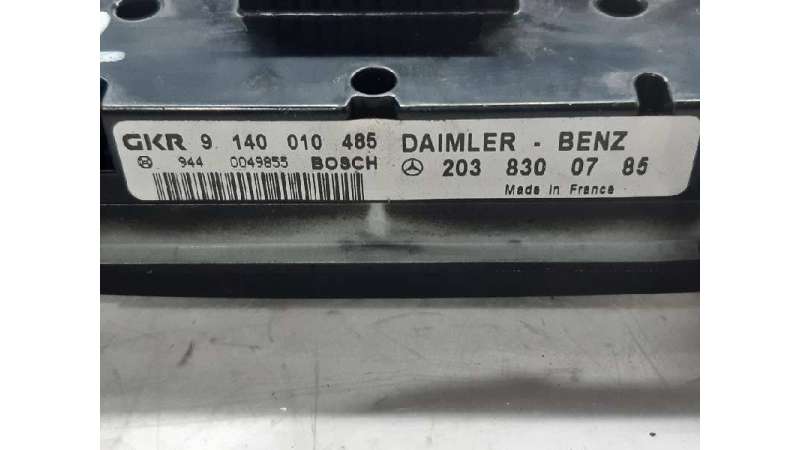 GKR 9 140 010 485 DAIMLER - BENZ
944 0049855 BOSCH 203 830 07 85
Made in France